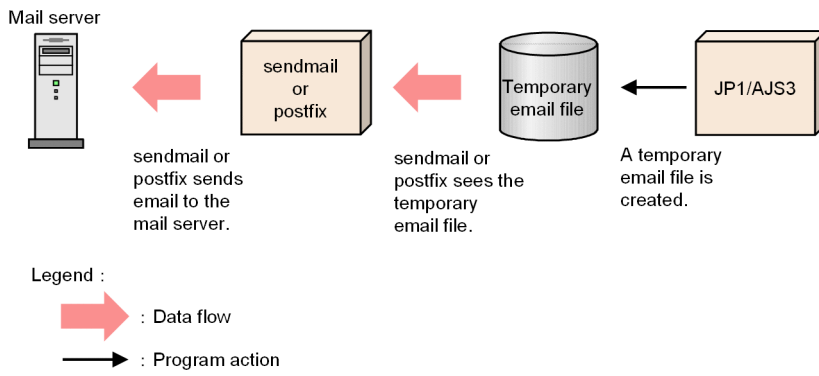 Mail server
sendmail
or
postfix
Temporary
email file
JP1/AJS3
sendmail or
postfix sends
email to the
mail server.
sendmail or
postfix sees the
temporary
email file.
A temporary
email file is
created.
Legend :
: Data flow
: Program action